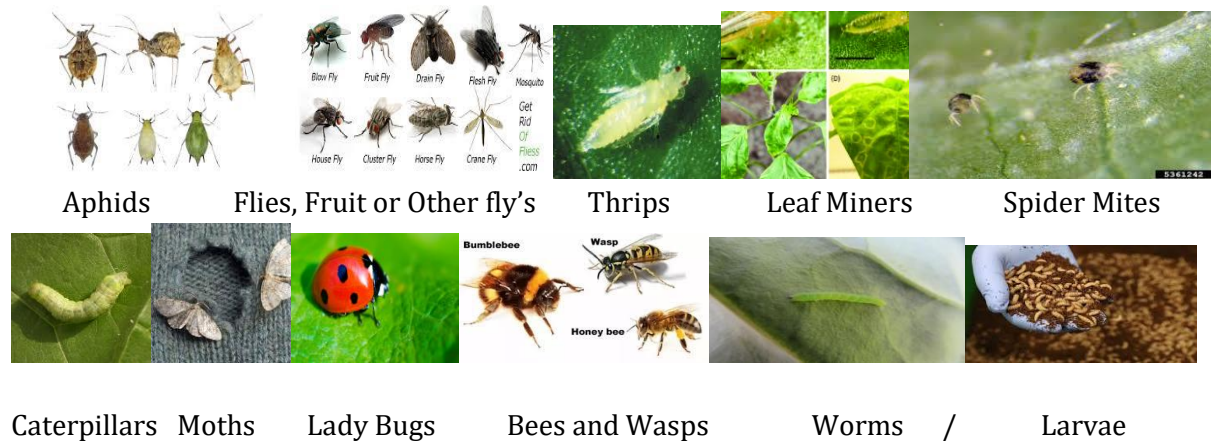 Blow Fly Fruit Fly Drain Fly Flesh Fly Mosquito
House Fly Cluster Fly Horse Fly Crane Fly
Get
Rid
Of
Fliess
.com
(D)
5361242
Aphids Flies, Fruit or Other fly's Thrips Leaf Miners Spider Mites
Bumblebee
Wasp
Honey bee
Caterpillars Moths Lady Bugs Bees and Wasps Worms / Larvae